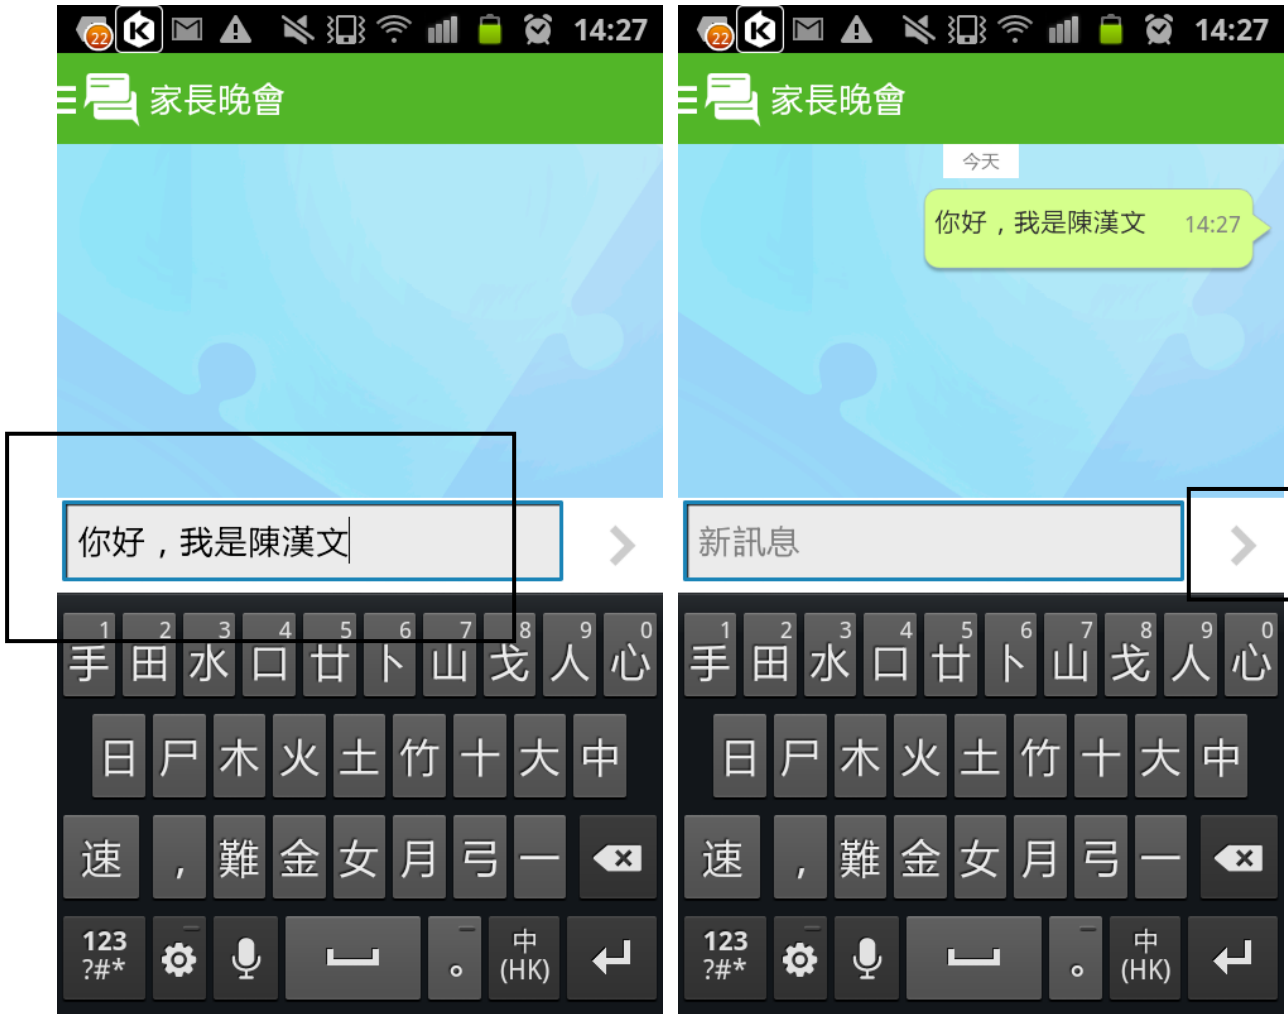 22 14:27
家長晚會
你好，我是陳漢文
1 2 3 4 5 6 7 8 9 0
手 田 水 口 廿 卜 山 戈 人 心
日 尸 木 火 土 竹 十 大 中
速 ， 難 金 女 月 弓 一
123 中
?#* 。 (HK)
22 14:27
家長晚會
今天
你好，我是陳漢文 14:27
新訊息
1 2 3 4 5 6 7 8 9 0
手 田 水 口 廿 卜 山 戈 人 心
日 尸 木 火 土 竹 十 大 中
速 ， 難 金 女 月 弓 一
123 中
?#* 。 (HK)